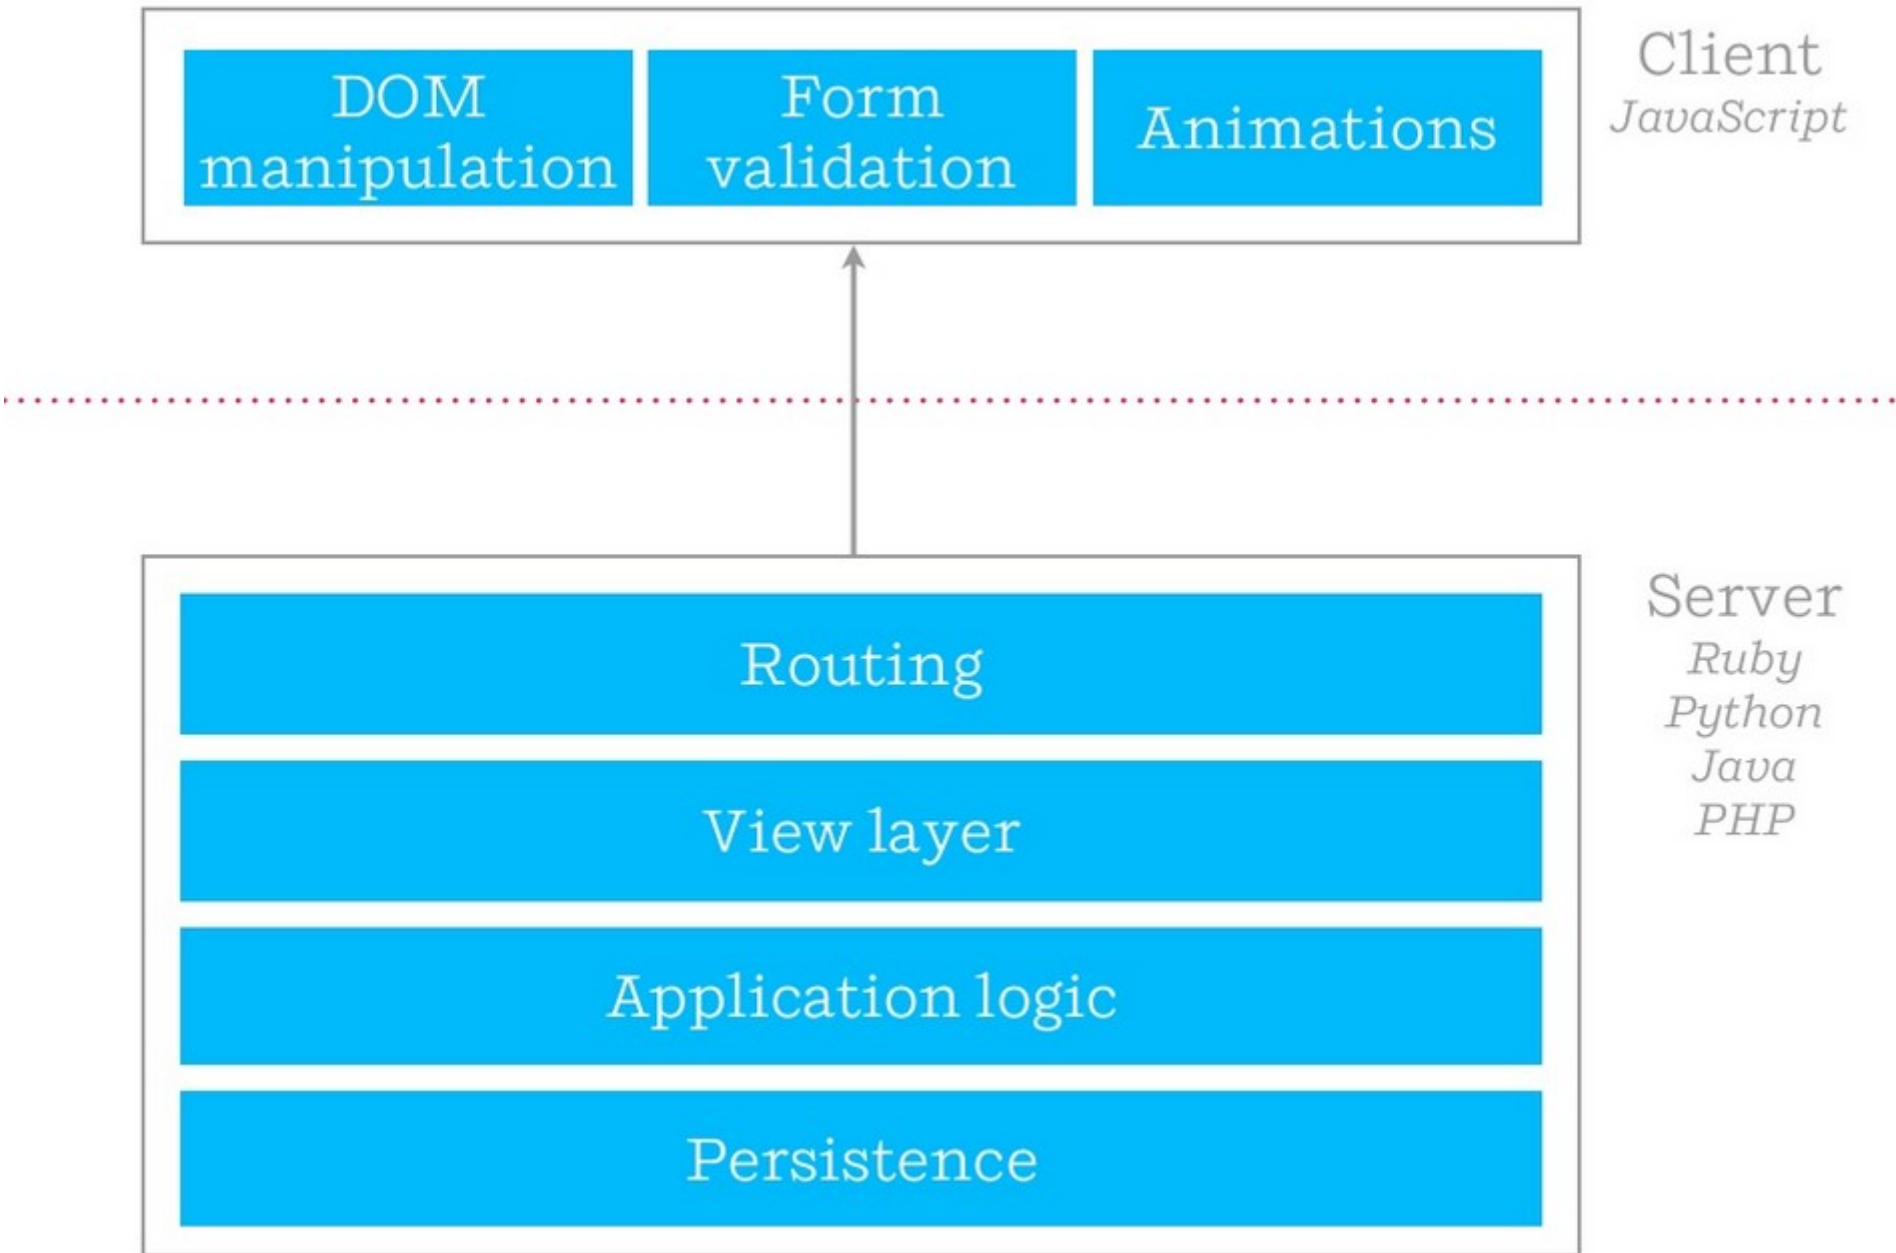 DOM
manipulation
Form
validation
Animations
Client
JavaScript
Routing
View layer
Application logic
Persistence
Server
Ruby
Python
Java
PHP